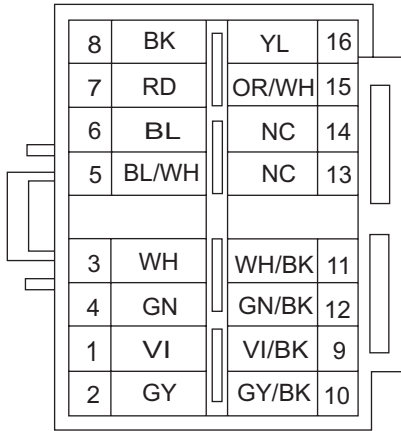 8 BK YL 16
7 RD OR/WH 15
6 BL NC 14
5 BL/WH NC 13
3 WH WH/BK 11
4 GN GN/BK 12
1 VI VI/BK 9
2 GY GY/BK 10